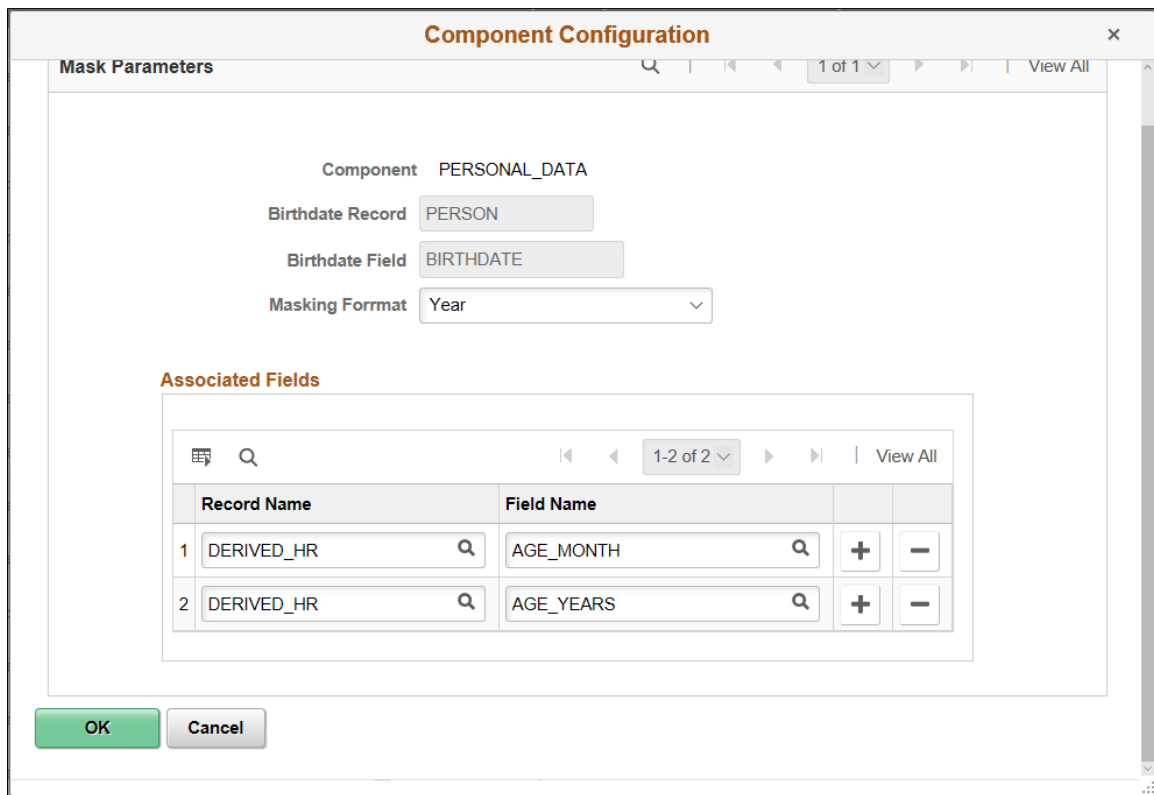 Component Configuration
Mask Parameters 1 of 1 View All
Component PERSONAL_DATA
Birthdate Record PERSON
Birthdate Field BIRTHDATE
Masking Forrmat Year
Associated Fields
1-2 of 2 View All
Record Name Field Name
1 DERIVED_HR AGE_MONTH
2 DERIVED_HR AGE_YEARS
OK Cancel